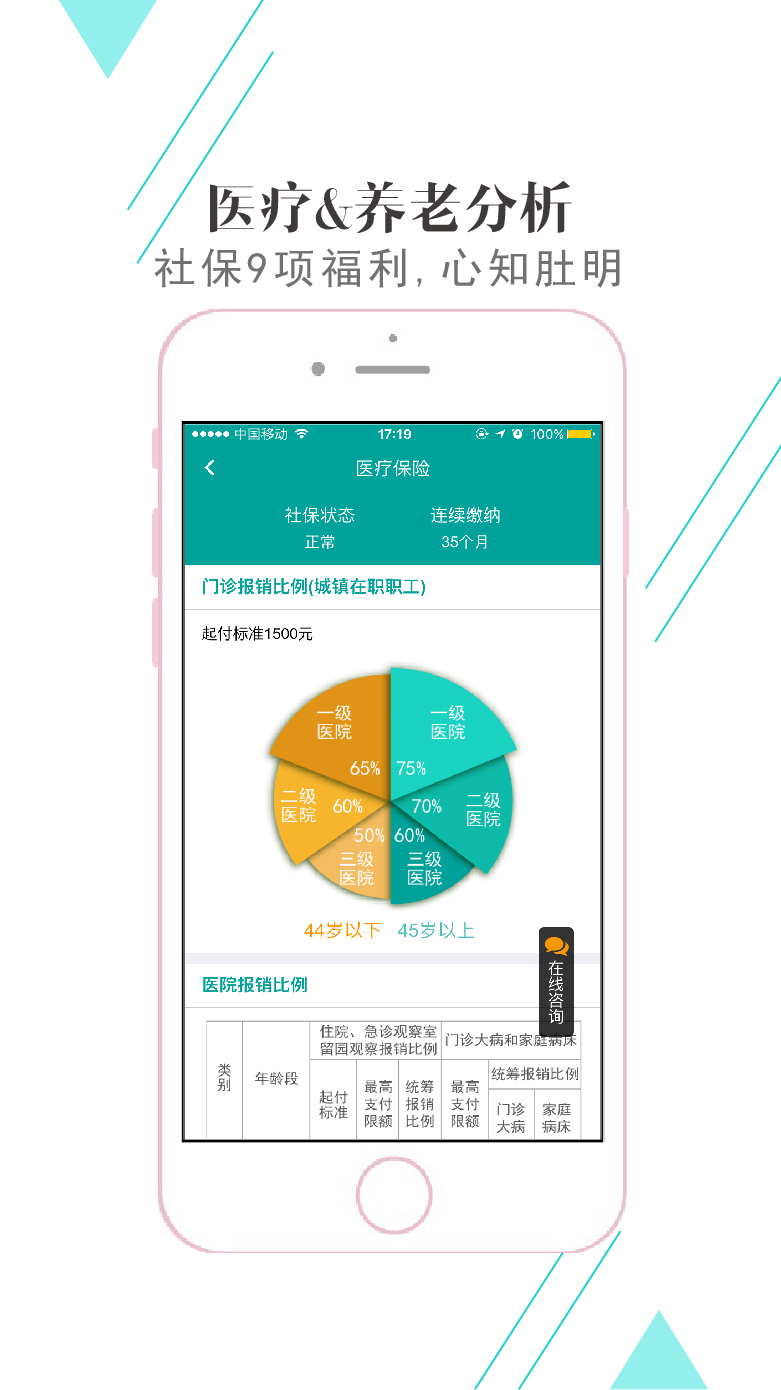 医疗&养老分析
社保9项福利,心知肚明
中国移动 17:19 100%
医疗保险
社保状态 连续缴纳
正常 35个月
门诊报销比例(城镇在职职工)
起付标准1500元
一级
医院
65%
一级
医院
75%
二级
医院
60%
70%
二级
医院
50%
三级
医院
60%
三级
医院
44岁以下 45岁以上
在线咨询
医院报销比例
类别
年龄段
住院、急诊观察室
留园观察报销比例
门诊大病和家庭病床
起付
标准
最高
支付
限额
统筹
报销
比例
最高
支付
限额
统筹报销比例
门诊
大病
家庭
病床